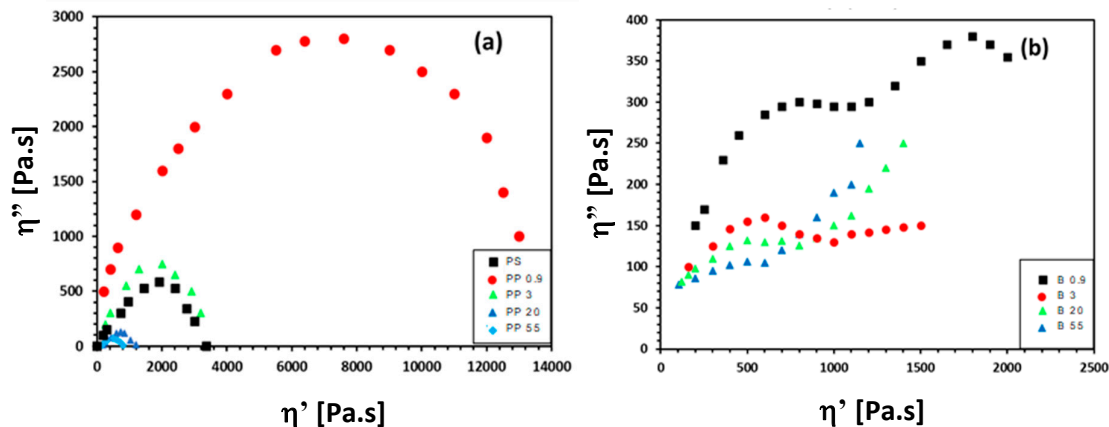 (a)
3000
2500
2000
1500
1000
500
0
η” [Pa.s]
0 2000 4000 6000 8000 10000 12000 14000
η’ [Pa.s]
PS
PP 0.9
PP 3
PP 20
PP 55
(b)
400
350
300
250
200
150
100
50
0
η” [Pa.s]
0 500 1000 1500 2000 2500
η’ [Pa.s]
B 0.9
B 3
B 20
B 55